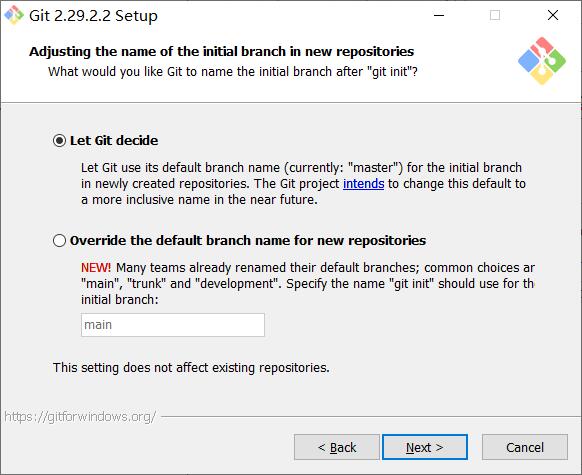 Git 2.29.2.2 Setup
Adjusting the name of the initial branch in new repositories
What would you like Git to name the initial branch after "git init"?
Let Git decide
Let Git use its default branch name (currently: "master") for the initial branch
in newly created repositories. The Git project intends to change this default to
a more inclusive name in the near future.
Override the default branch name for new repositories
NEW! Many teams already renamed their default branches; common choices ar
"main", "trunk" and "development". Specify the name "git init" should use for the
initial branch:
main
This setting does not affect existing repositories.
https://gitforwindows.org/
< Back
Next >
Cancel